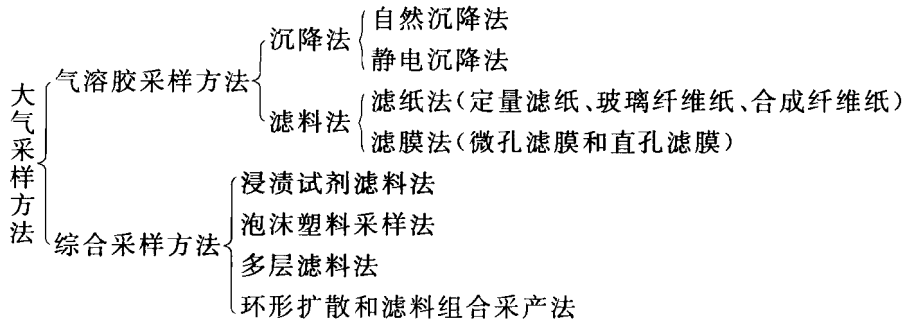 大气采样方法
气溶胶采样方法
沉降法
自然沉降法
静电沉降法
滤料法
滤纸法(定量滤纸、玻璃纤维纸、合成纤维纸)
滤膜法(微孔滤膜和直孔滤膜)
综合采样方法
浸渍试剂滤料法
泡沫塑料采样法
多层滤料法
环形扩散和滤料组合采产法